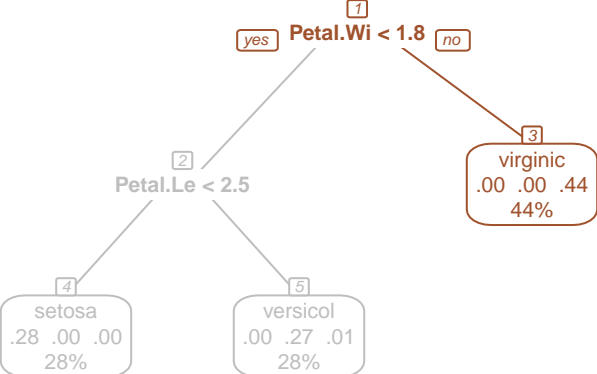 1
yes Petal.Wi < 1.8 no
2
Petal.Le < 2.5
3
virginic
.00 .00 .44
44%
4
setosa
.28 .00 .00
28%
5
versicol
.00 .27 .01
28%